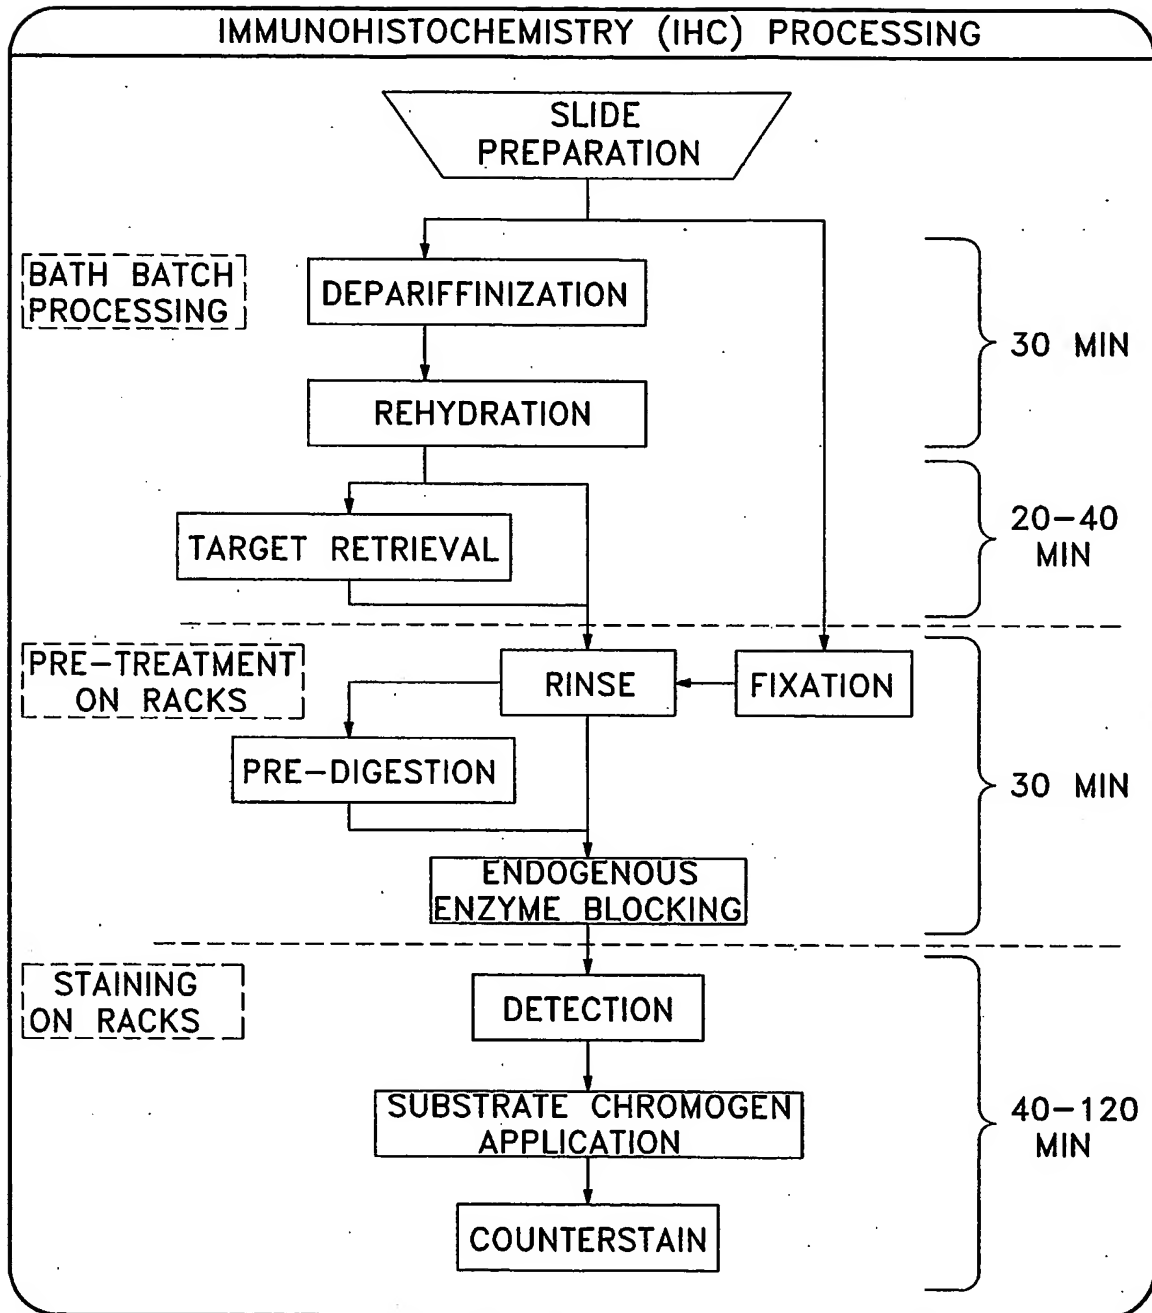 IMMUNOHISTOCHEMISTRY (IHC) PROCESSING
SLIDE
PREPARATION
BATH BATCH
PROCESSING
DEPARIFFINIZATION
REHYDRATION
30 MIN
TARGET RETRIEVAL
20-40
MIN
PRE-TREATMENT
ON RACKS
RINSE
FIXATION
PRE-DIGESTION
30 MIN
ENDOGENOUS
ENZYME BLOCKING
STAINING
ON RACKS
DETECTION
SUBSTRATE CHROMOGEN
APPLICATION
40-120
MIN
COUNTERSTAIN